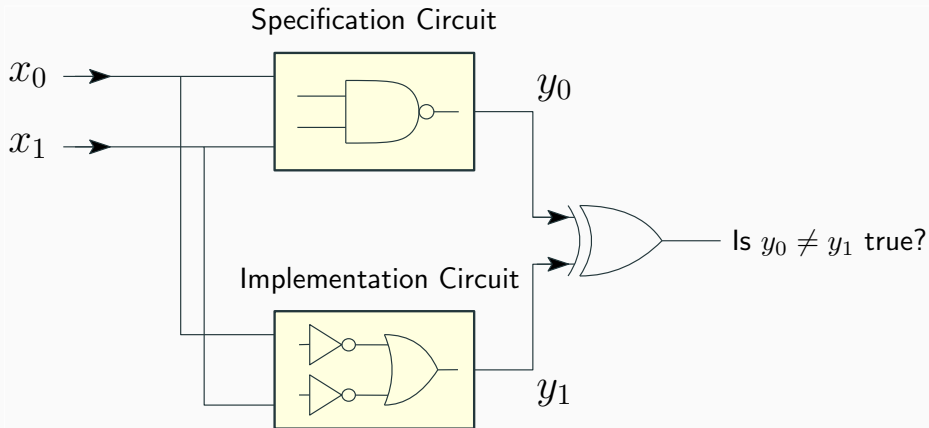 Specification Circuit
x₀
y₀
x₁
Is y₀ ≠ y₁ true?
Implementation Circuit
y₁